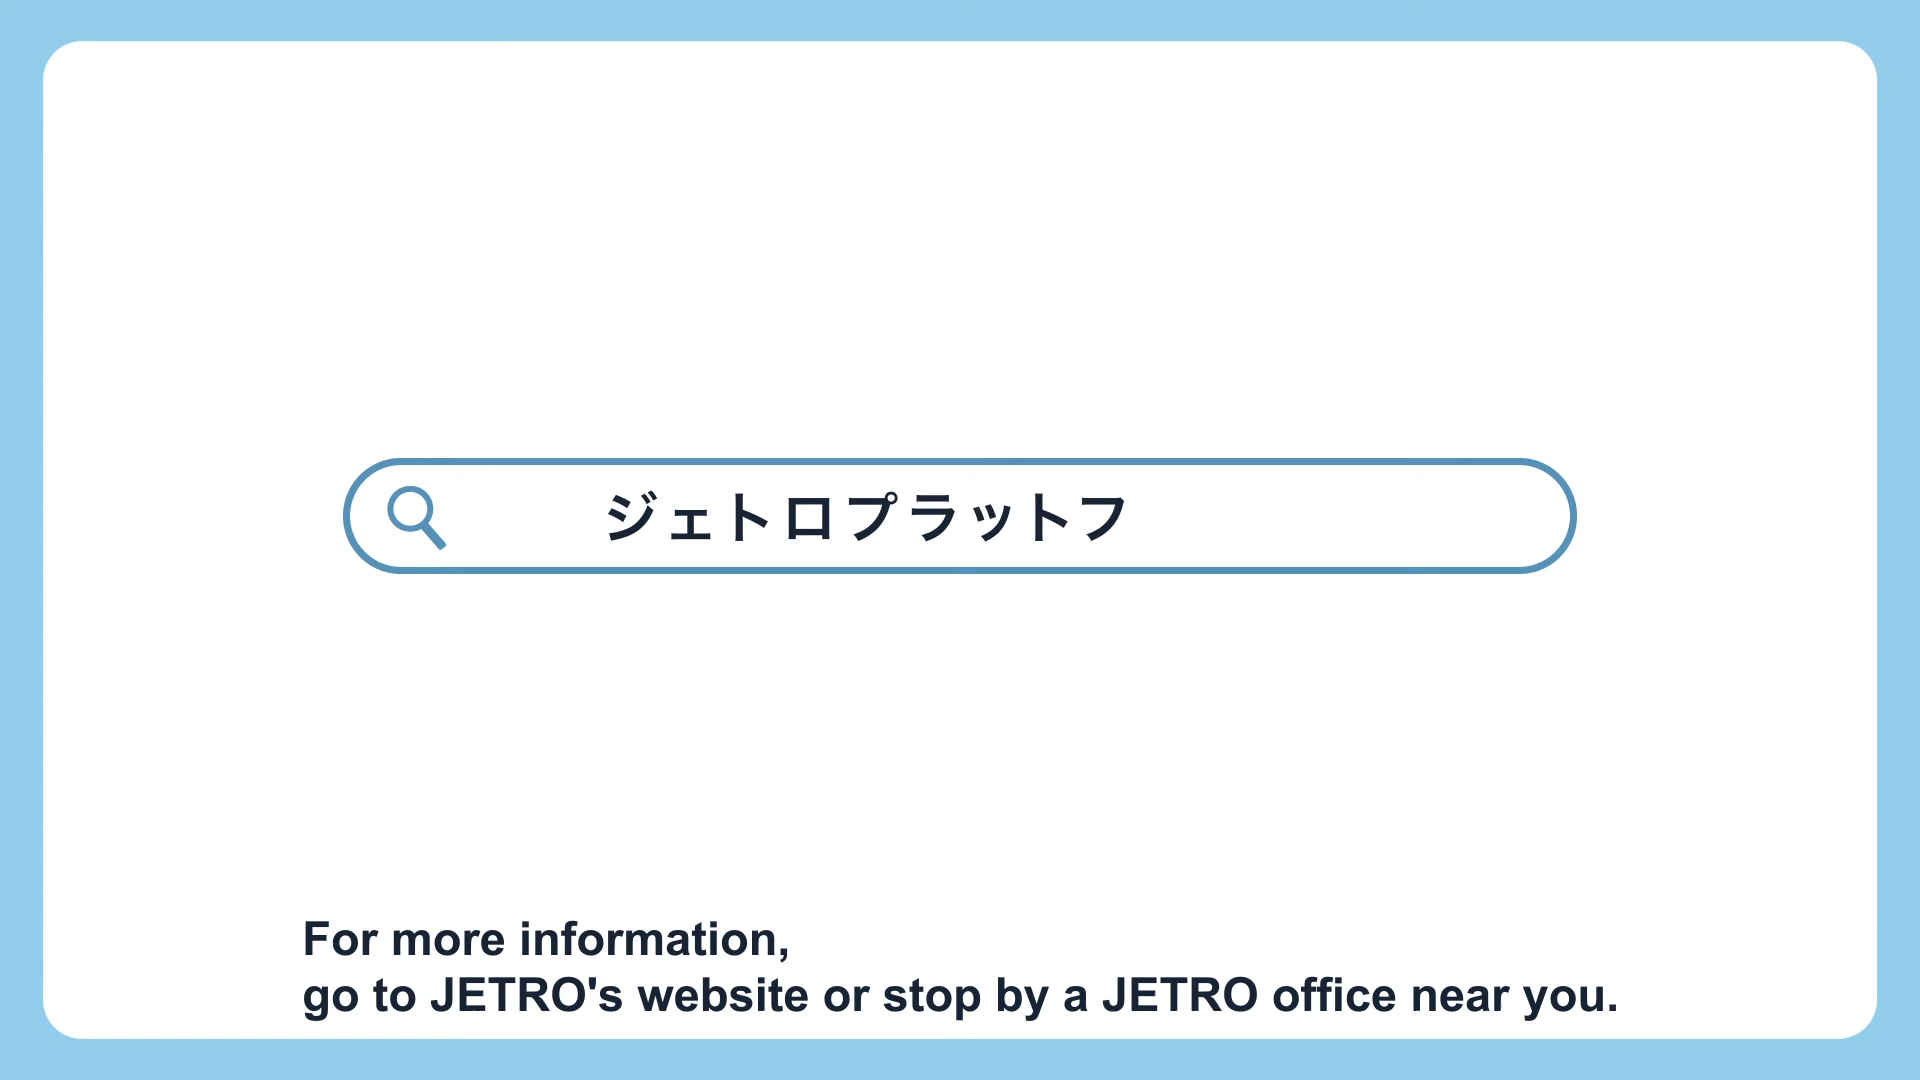 ジェトロプラットフ
For more information,
go to JETRO's website or stop by a JETRO office near you.